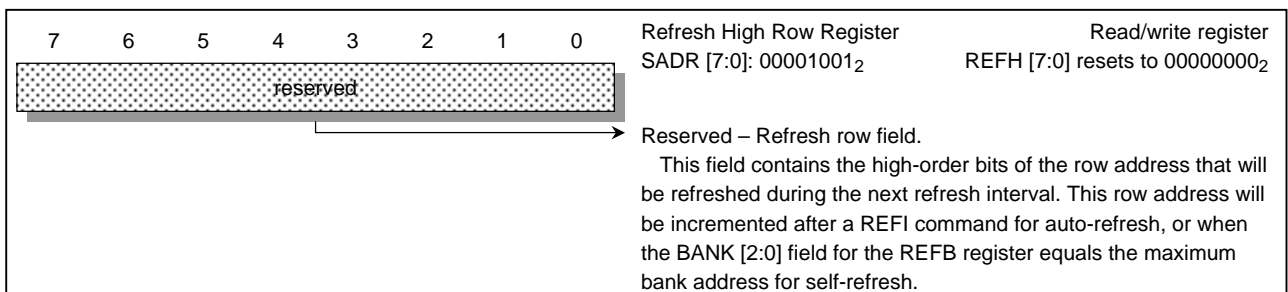 7 6 5 4 3 2 1 0
reserved
Refresh High Row Register Read/write register
SADR [7:0]: 00001001₂ REFH [7:0] resets to 00000000₂
Reserved – Refresh row field.
This field contains the high-order bits of the row address that will
be refreshed during the next refresh interval. This row address will
be incremented after a REFI command for auto-refresh, or when
the BANK [2:0] field for the REFB register equals the maximum
bank address for self-refresh.